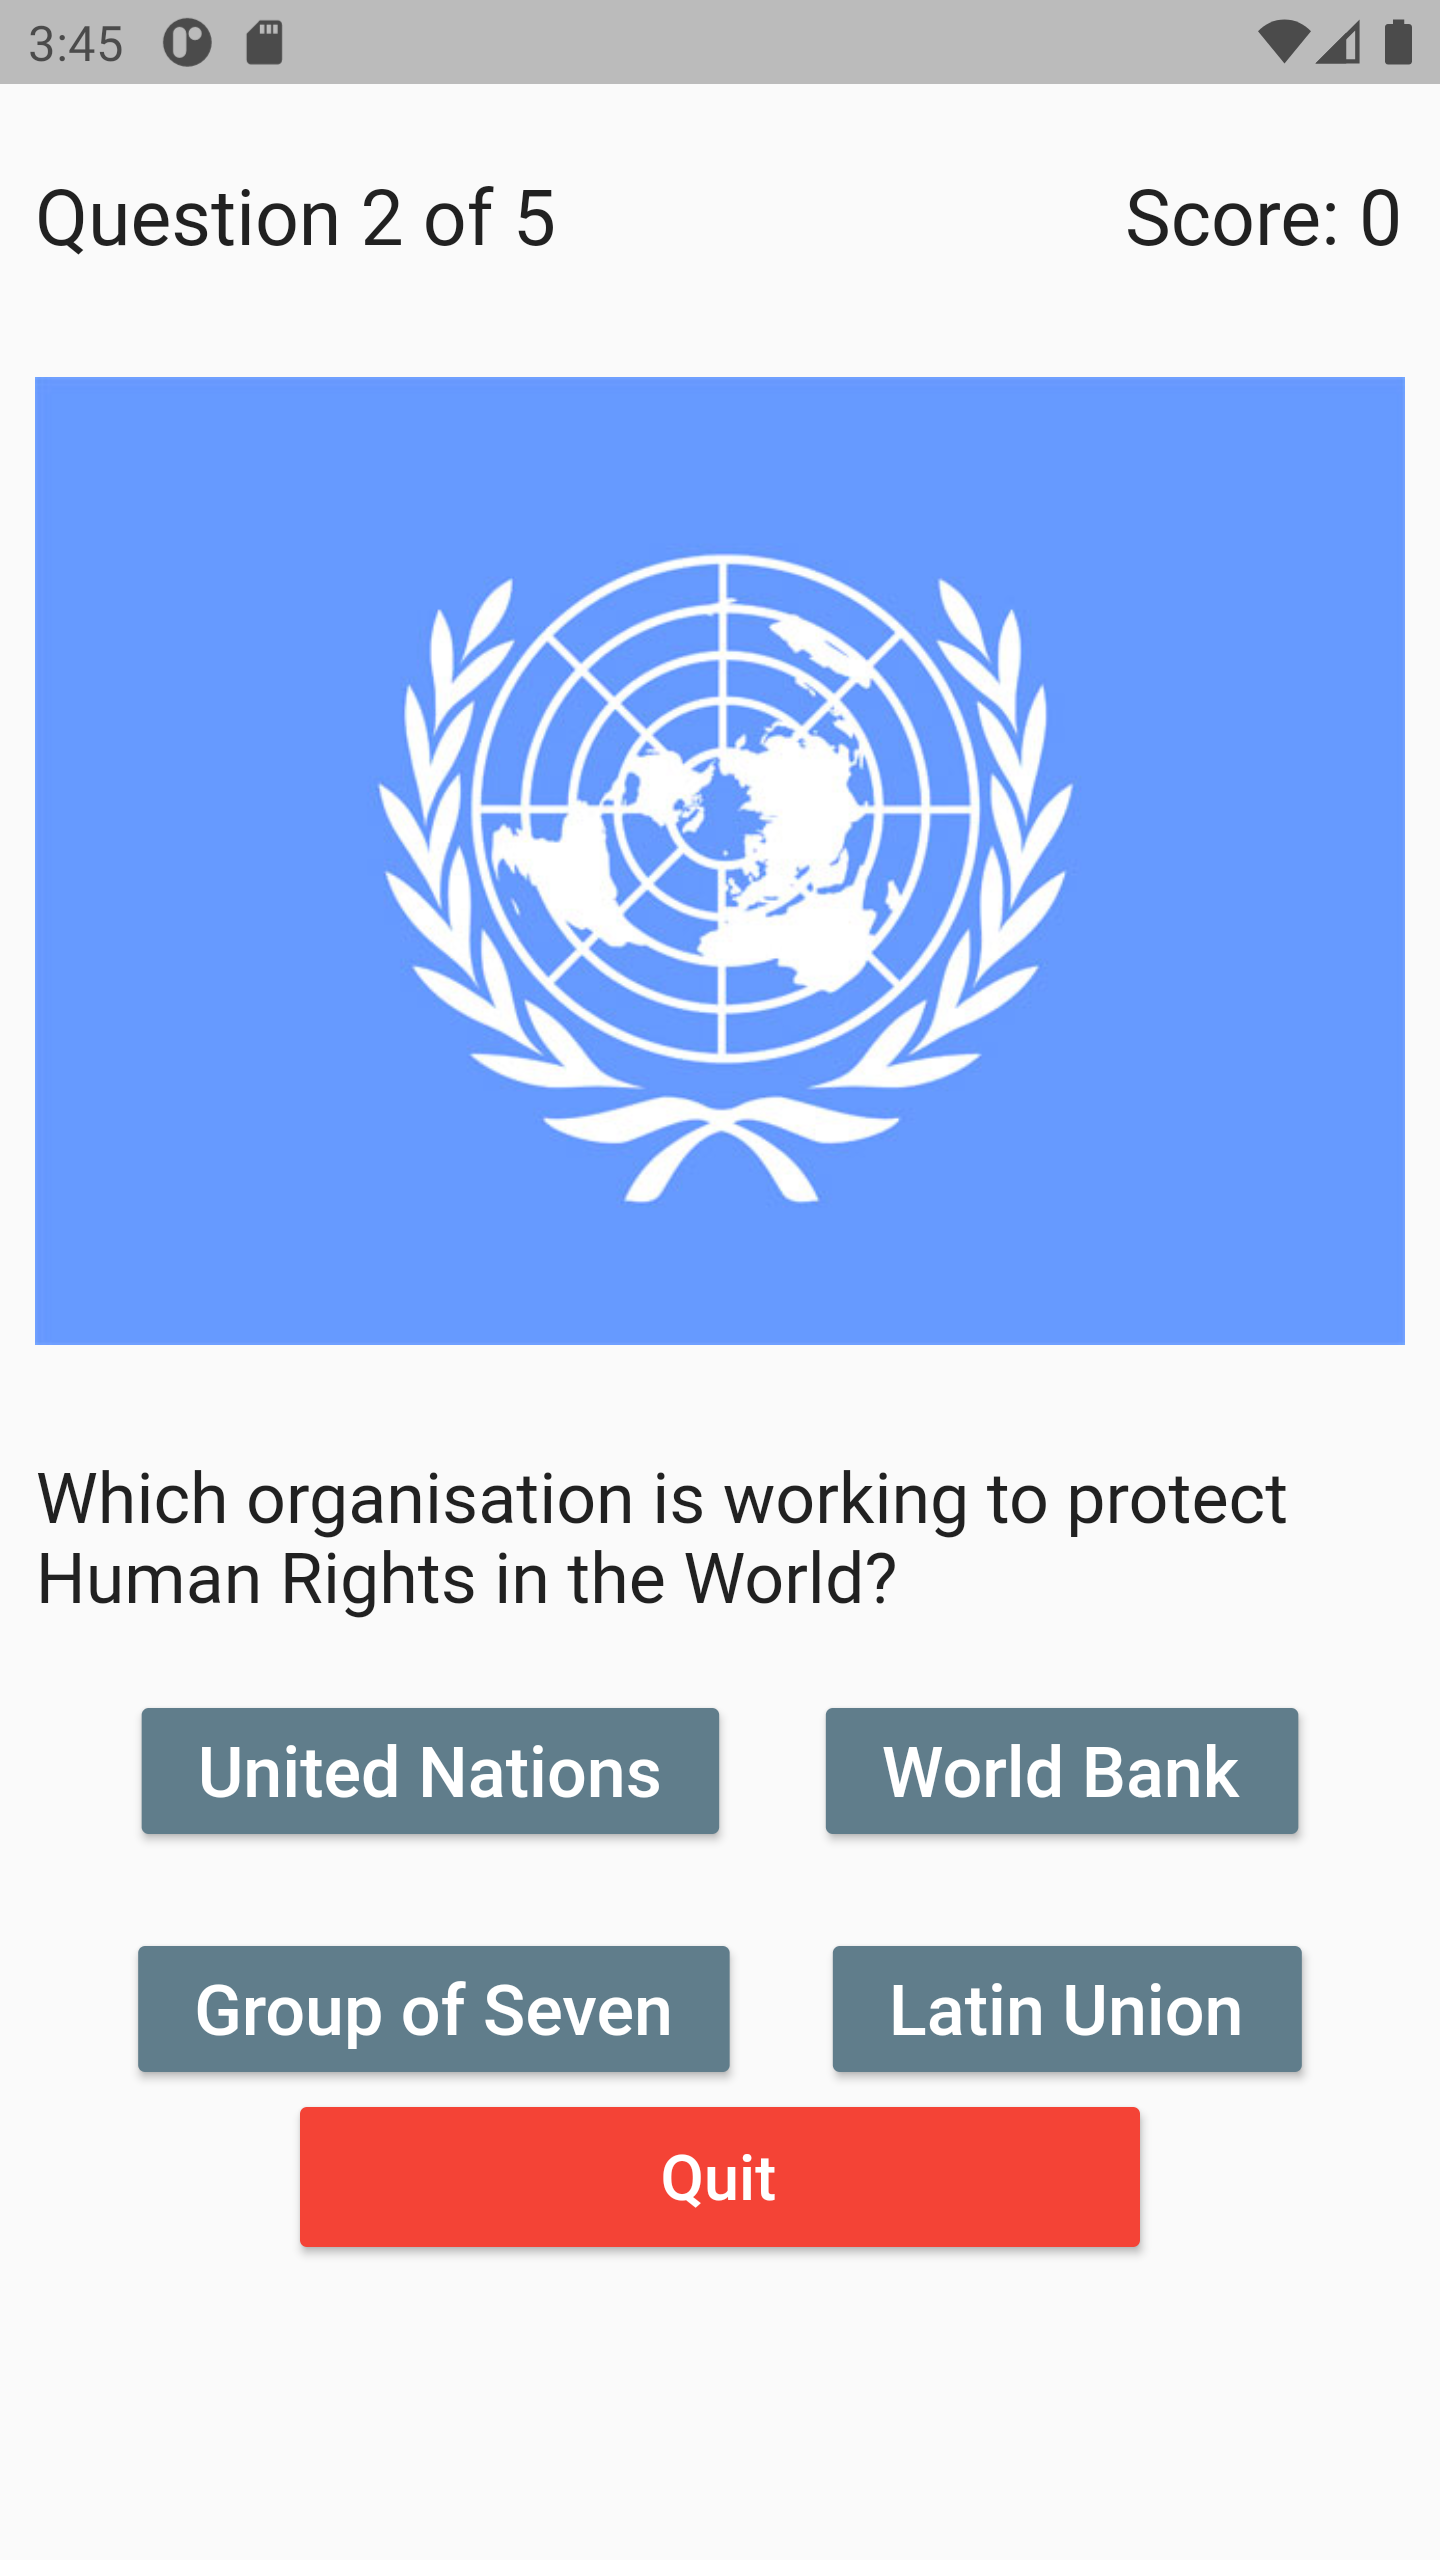 3:45
Question 2 of 5
Score: 0
Which organisation is working to protect
Human Rights in the World?
United Nations
World Bank
Group of Seven
Latin Union
Quit